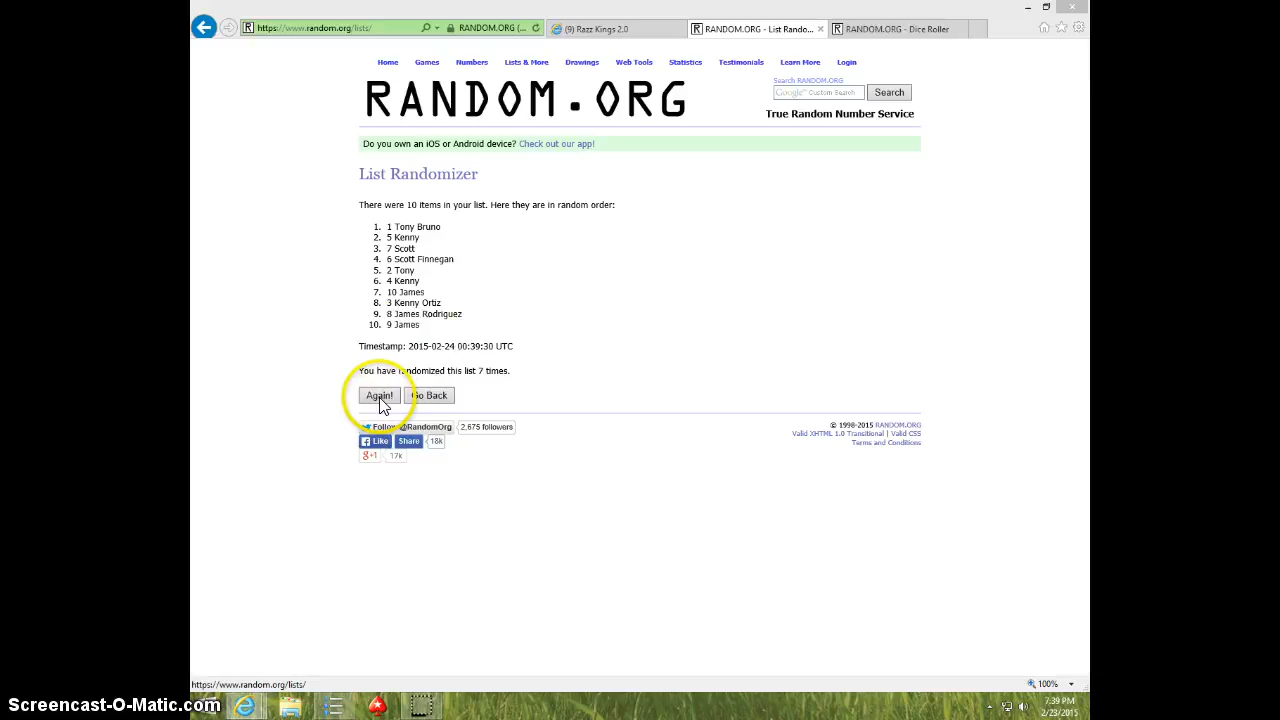 https://www.random.org/lists/
RANDOM.ORG (...
(9) Razz Kings 2.0
RANDOM.ORG - List Rando...
RANDOM.ORG - Dice Roller
Home Games Numbers Lists & More Drawings Web Tools Statistics Testimonials Learn More Login
RANDOM.ORG
Search RANDOM.ORG
Google™ Custom Search
Search
True Random Number Service
Do you own an iOS or Android device? Check out our app!
List Randomizer
There were 10 items in your list. Here they are in random order:
1. 1 Tony Bruno
2. 5 Kenny
3. 7 Scott
4. 6 Scott Finnegan
5. 2 Tony
6. 4 Kenny
7. 10 James
8. 3 Kenny Ortiz
9. 8 James Rodriguez
10. 9 James
Timestamp: 2015-02-24 00:39:30 UTC
You have randomized this list 7 times.
Again! Go Back
Follow @RandomOrg 2,675 followers
Like Share 18k
g+1 17k
© 1998-2015 RANDOM.ORG
Valid XHTML 1.0 Transitional | Valid CSS
Terms and Conditions
https://www.random.org/lists/
100%
7:39 PM
2/23/2015
Screencast-O-Matic.com